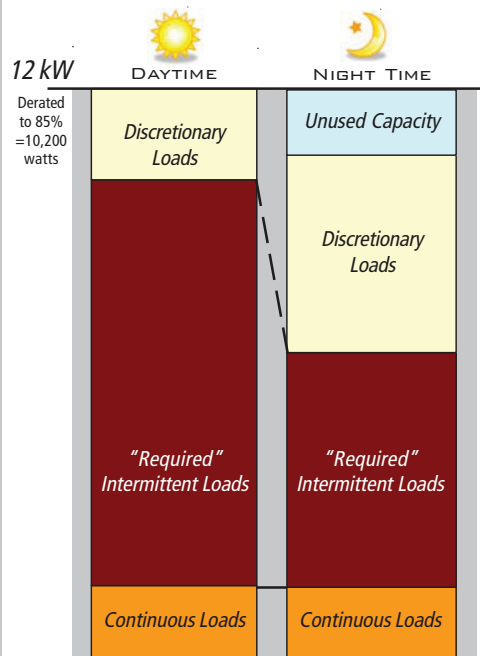 12 kW
Derated
to 85%
=10,200
watts
DAYTIME
NIGHT TIME
Discretionary
Loads
"Required"
Intermittent Loads
Continuous Loads
Unused Capacity
Discretionary
Loads
"Required"
Intermittent Loads
Continuous Loads